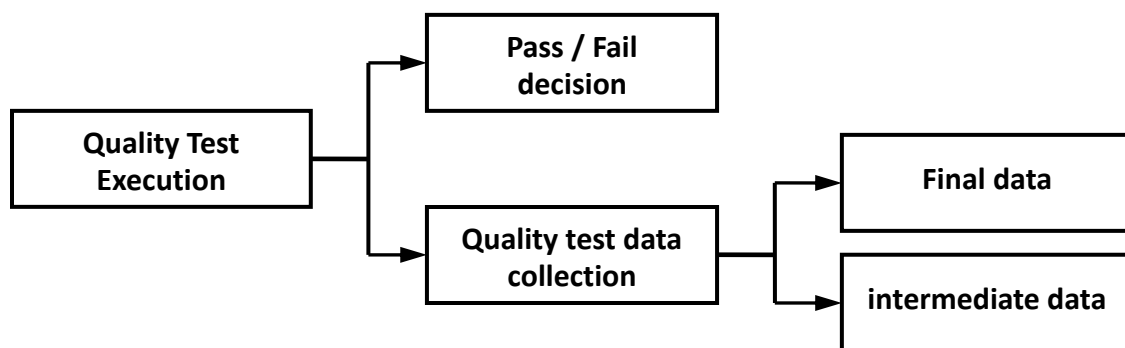 Pass / Fail
decision
Quality Test
Execution
Final data
Quality test data
collection
intermediate data